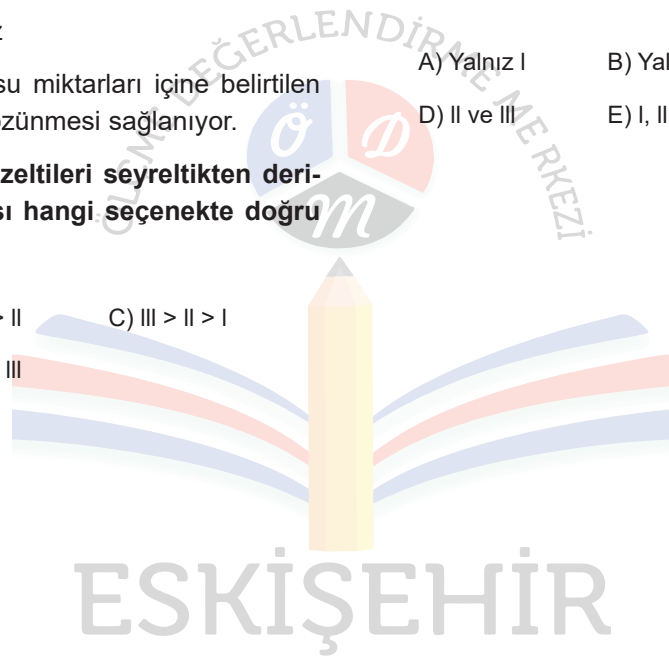 su miktarları içine belirtilen
özünmesi sağlanıyor.
zeltileri seyreltikten deri-
sı hangi seçenekte doğru
> II
C) III > II > I
III
A) Yalnız I
B) Yal
D) II ve III
E) I, II
ÖLÇME DEĞERLENDİRME MERKEZİ
Ö D
m
ESKİŞEHİR